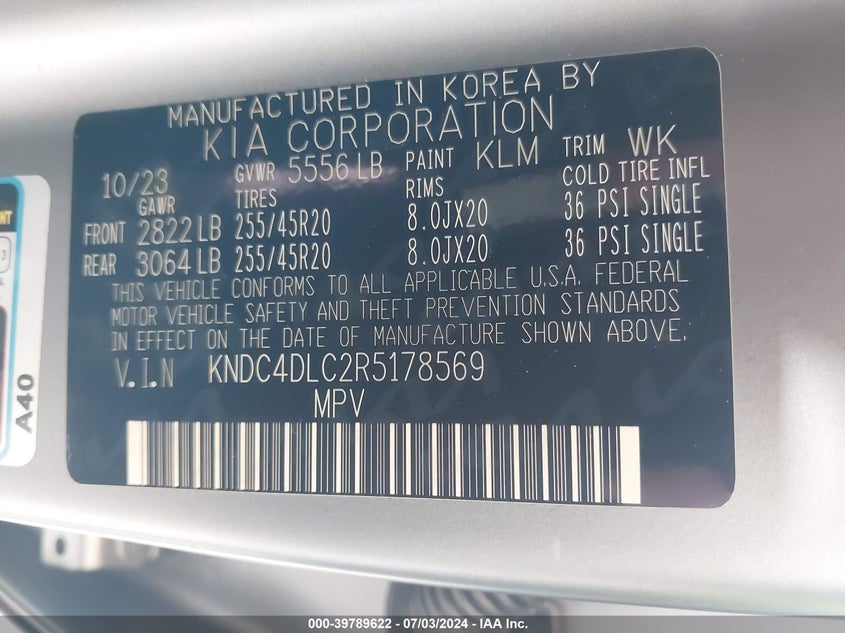 MANUFACTURED IN KOREA BY
KIA CORPORATION
10/23 GVWR 5556 LB PAINT KLM TRIM WK
GAWR TIRES RIMS COLD TIRE INFL
FRONT 2822 LB 255/45R20 8.0JX20 36 PSI SINGLE
REAR 3064 LB 255/45R20 8.0JX20 36 PSI SINGLE
THIS VEHICLE CONFORMS TO ALL APPLICABLE U.S.A. FEDERAL
MOTOR VEHICLE SAFETY AND THEFT PREVENTION STANDARDS
IN EFFECT ON THE DATE OF MANUFACTURE SHOWN ABOVE.
V.I.N KNDC4DLC2R5178569
MPV
A40
000-39789622 - 07/03/2024 - IAA Inc.